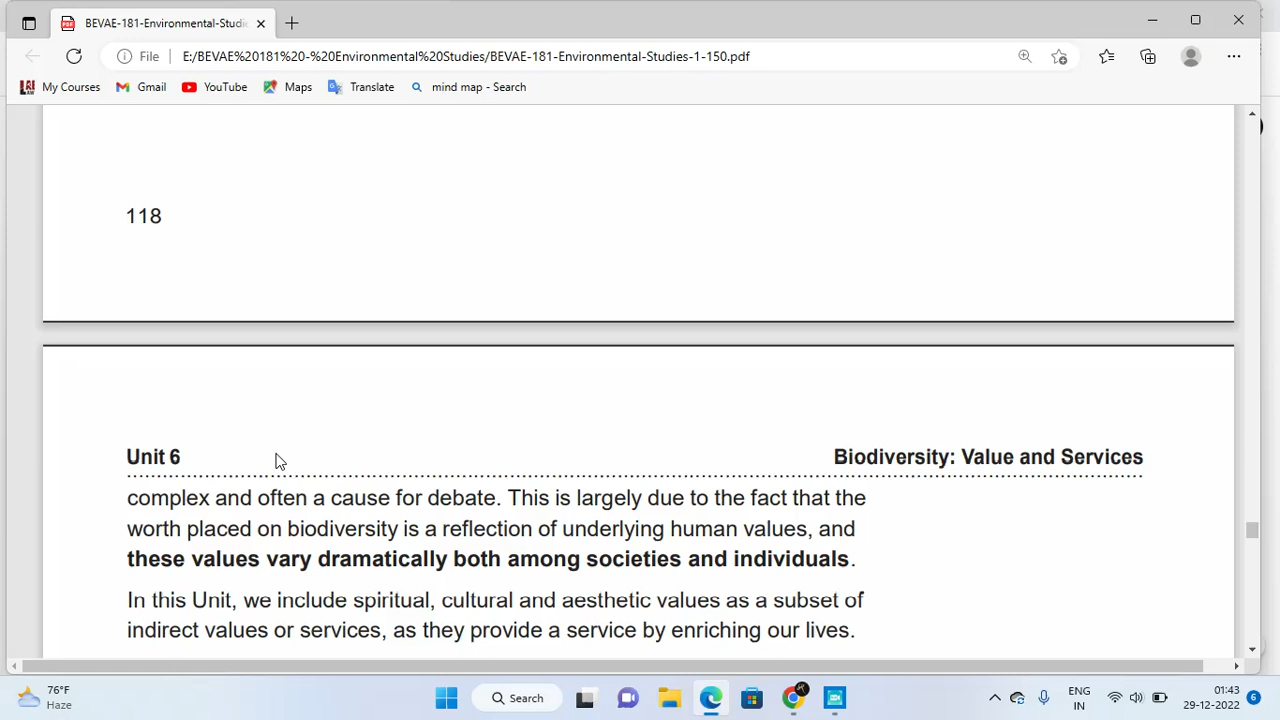 BEVAE-181-Environmental-Studi
File E:/BEVAE%20181%20-%20Environmental%20Studies/BEVAE-181-Environmental-Studies-1-150.pdf
My Courses Gmail YouTube Maps Translate mind map - Search
118
Unit 6 Biodiversity: Value and Services
complex and often a cause for debate. This is largely due to the fact that the
worth placed on biodiversity is a reflection of underlying human values, and
these values vary dramatically both among societies and individuals.
In this Unit, we include spiritual, cultural and aesthetic values as a subset of
indirect values or services, as they provide a service by enriching our lives.
76°F
Haze
Search
ENG
IN
01:43
29-12-2022
6